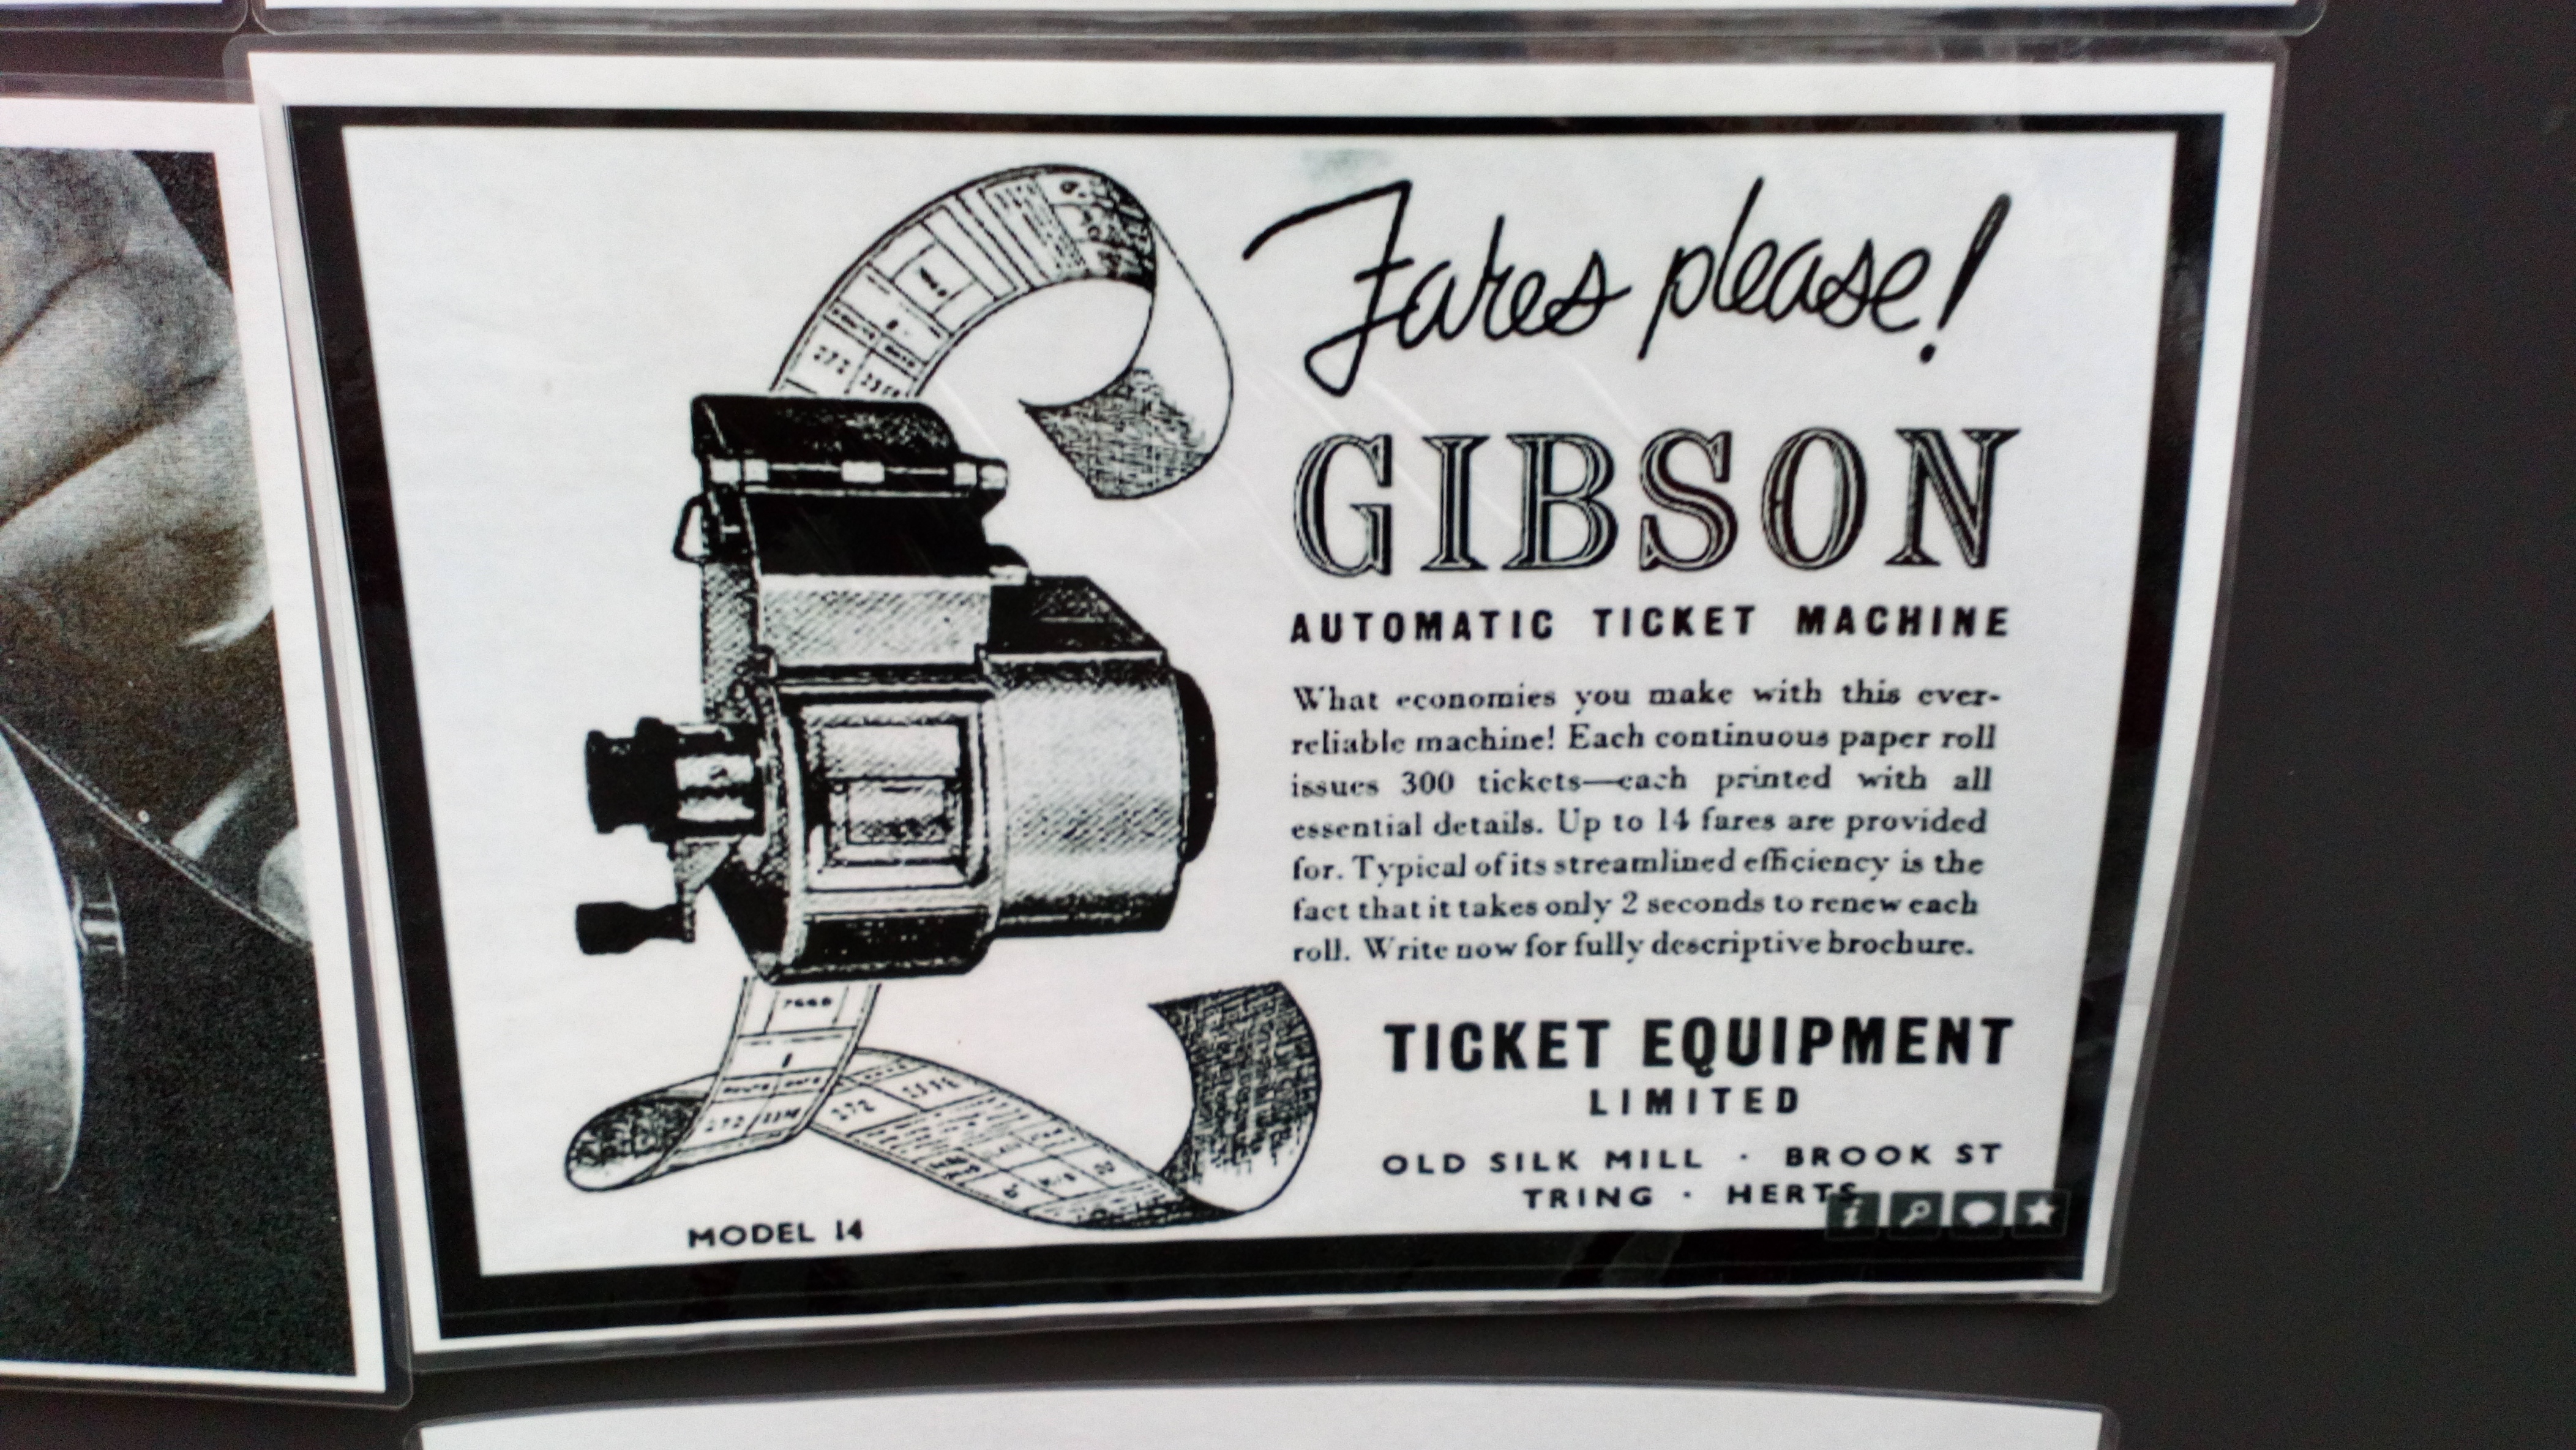 Fares please!
GIBSON
AUTOMATIC TICKET MACHINE
What economies you make with this ever-
reliable machine! Each continuous paper roll
issues 300 tickets—each printed with all
essential details. Up to 14 fares are provided
for. Typical of its streamlined efficiency is the
fact that it takes only 2 seconds to renew each
roll. Write now for fully descriptive brochure.
TICKET EQUIPMENT
LIMITED
OLD SILK MILL · BROOK ST
TRING · HERTS
MODEL 14
272
272
272